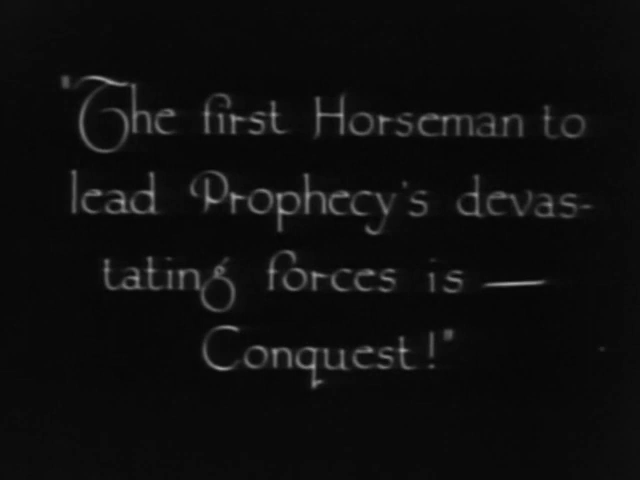 "The first Horseman to
lead Prophecy's devas-
tating forces is —
Conquest!"